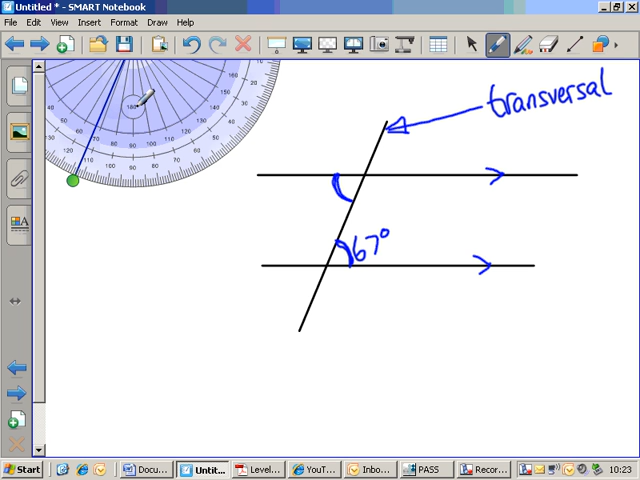 Untitled * - SMART Notebook
File Edit View Insert Format Draw Help
transversal
67°
180
Start
Docu...
Untit...
Level...
YouT...
Inbo...
PASS
Recor...
10:23